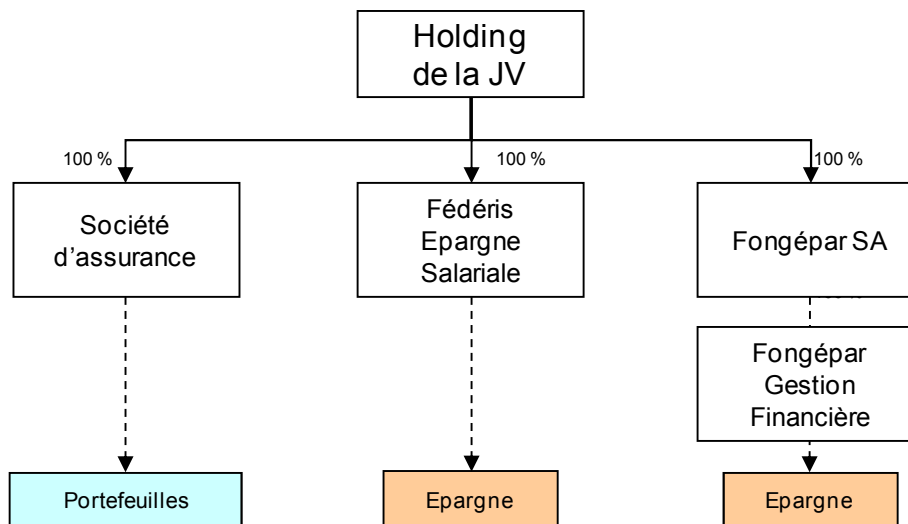 Holding
de la JV
100 %
100 %
100 %
Société
d’assurance
Fédéris
Epargne
Salariale
Fongépar SA
Fongépar
Gestion
Financière
Portefeuilles
Epargne
Epargne